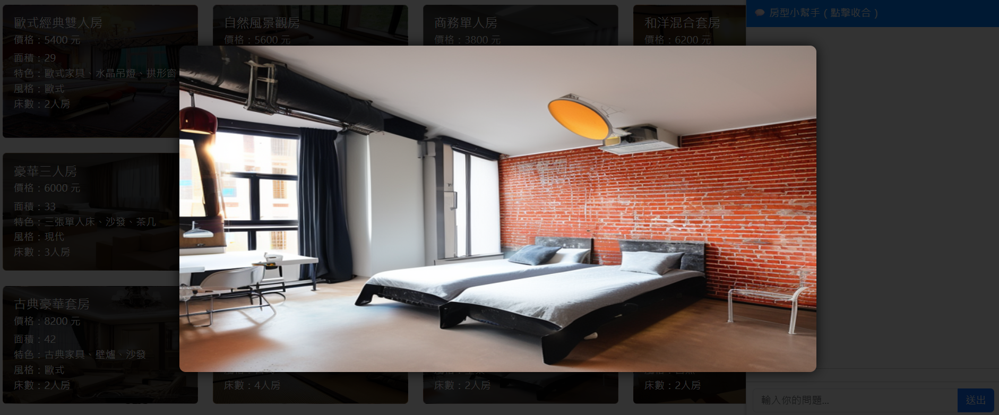 歐式經典雙人房
價格：5400 元
面積：29
特色：歐式家具、水晶吊燈、拱形窗
風格：歐式
床數：2人房
自然風景觀房
價格：5600 元
商務單人房
價格：3800 元
和洋混合套房
價格：6200 元
豪華三人房
價格：6000 元
面積：33
特色：三張單人床、沙發、茶几
風格：現代
床數：3人房
古典豪華套房
價格：8200 元
面積：42
特色：古典家具、壁爐、沙發
風格：歐式
床數：2人房
床數：4人房
床數：2人房
床數：2人房
房型小幫手（點擊收合）
輸入你的問題...
送出